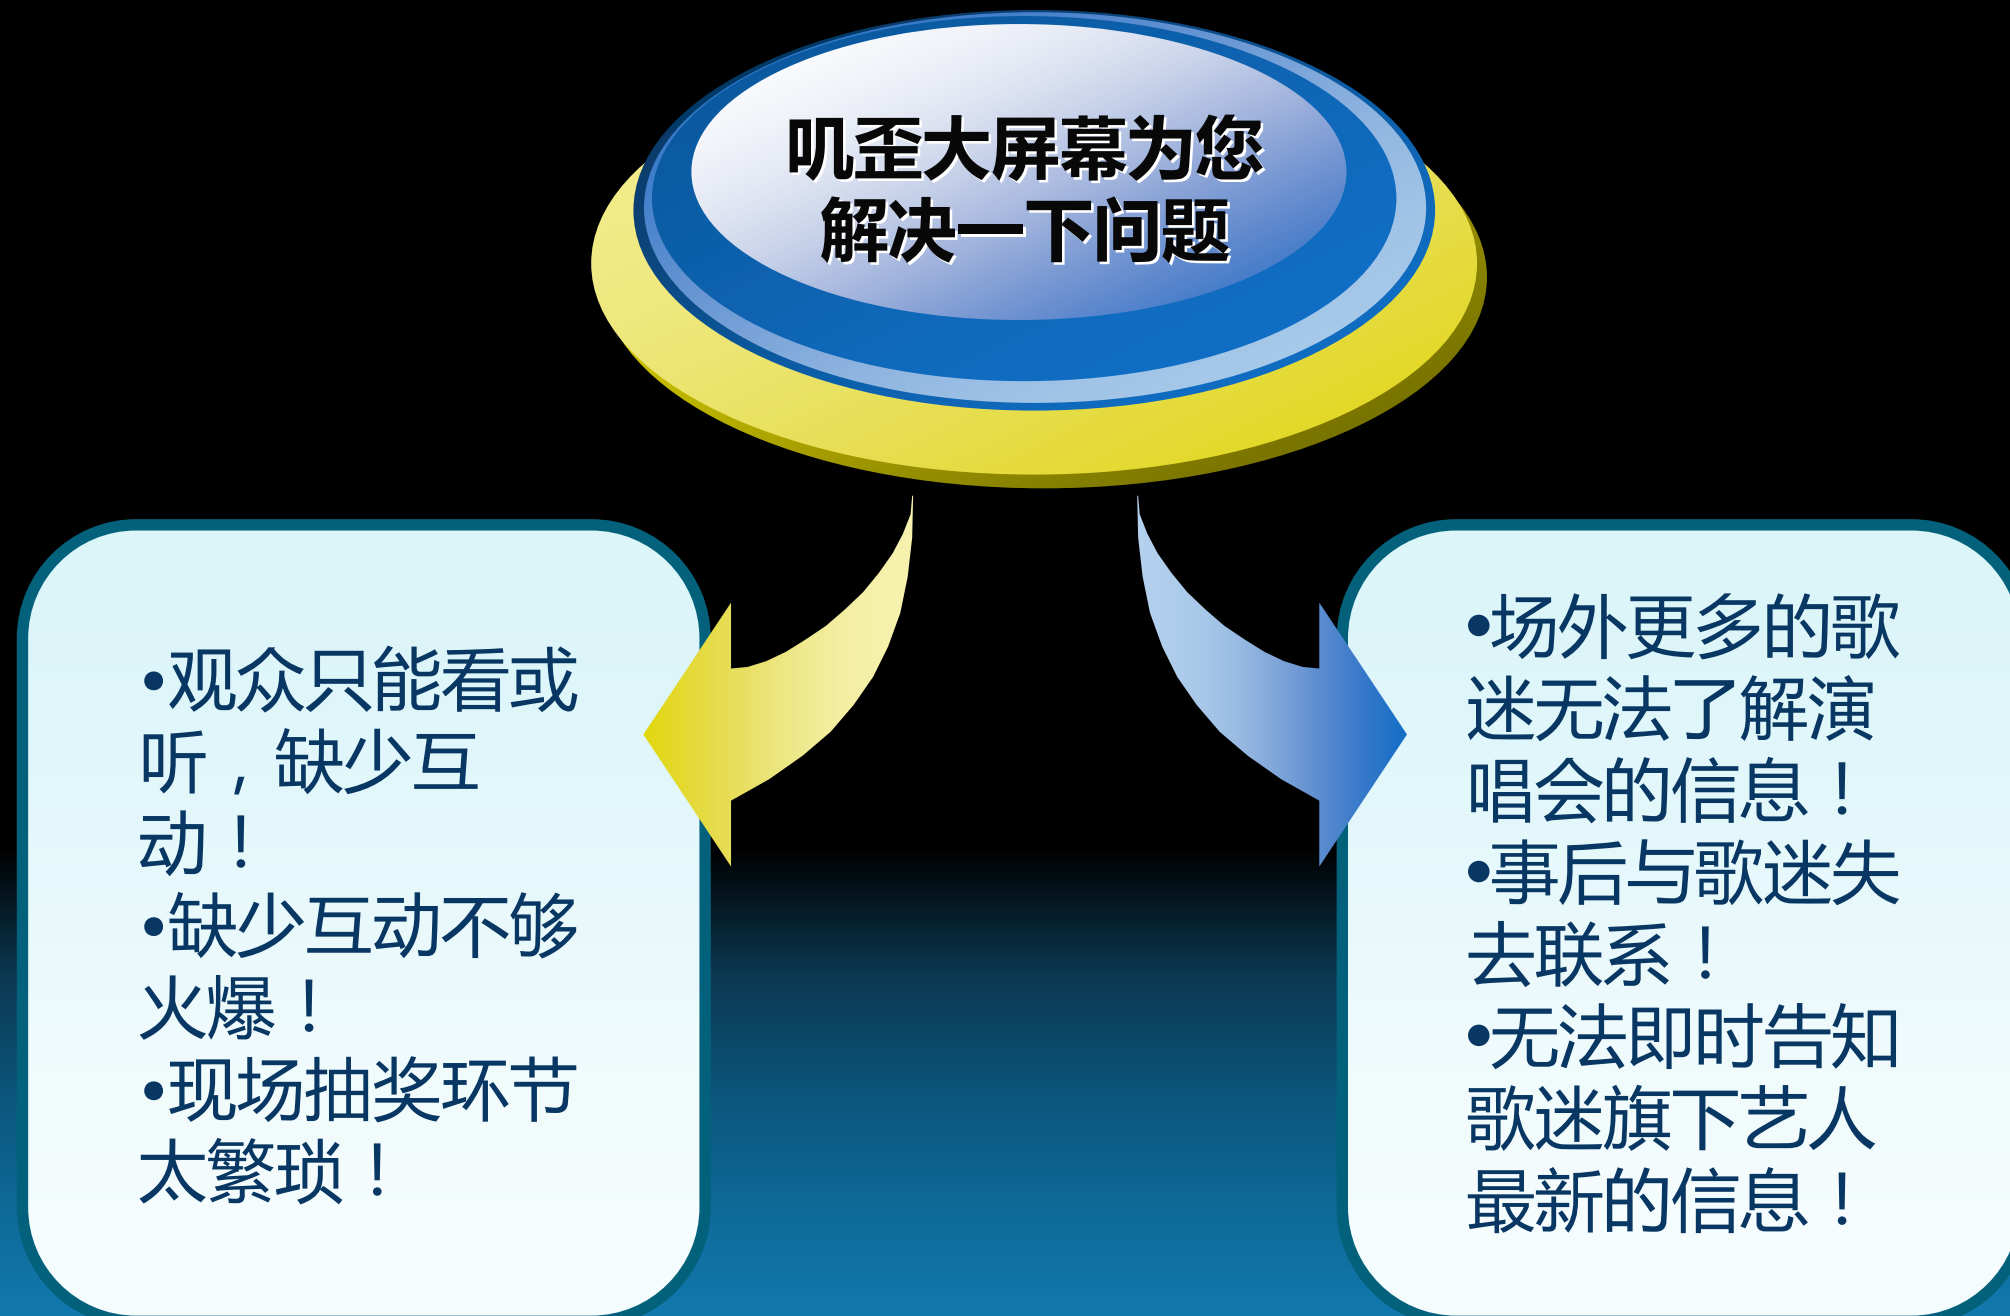 叽歪大屏幕为您
解决一下问题
•观众只能看或
听，缺少互
动！
•缺少互动不够
火爆！
•现场抽奖环节
太繁琐！
•场外更多的歌
迷无法了解演
唱会的信息！
•事后与歌迷失
去联系！
•无法即时告知
歌迷旗下艺人
最新的信息！